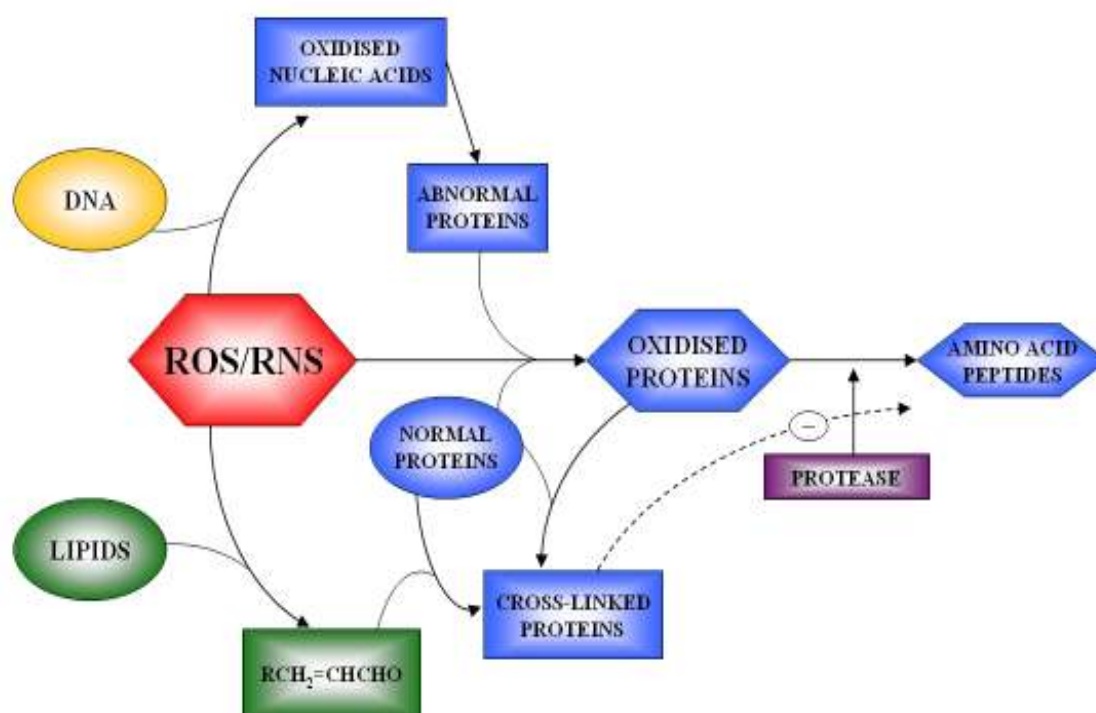 OXIDISED
NUCLEIC ACIDS
DNA
ABNORMAL
PROTEINS
ROS/RNS
OXIDISED
PROTEINS
AMINO ACID
PEPTIDES
NORMAL
PROTEINS
−
PROTEASE
LIPIDS
CROSS-LINKED
PROTEINS
RCH₂=CHCHO